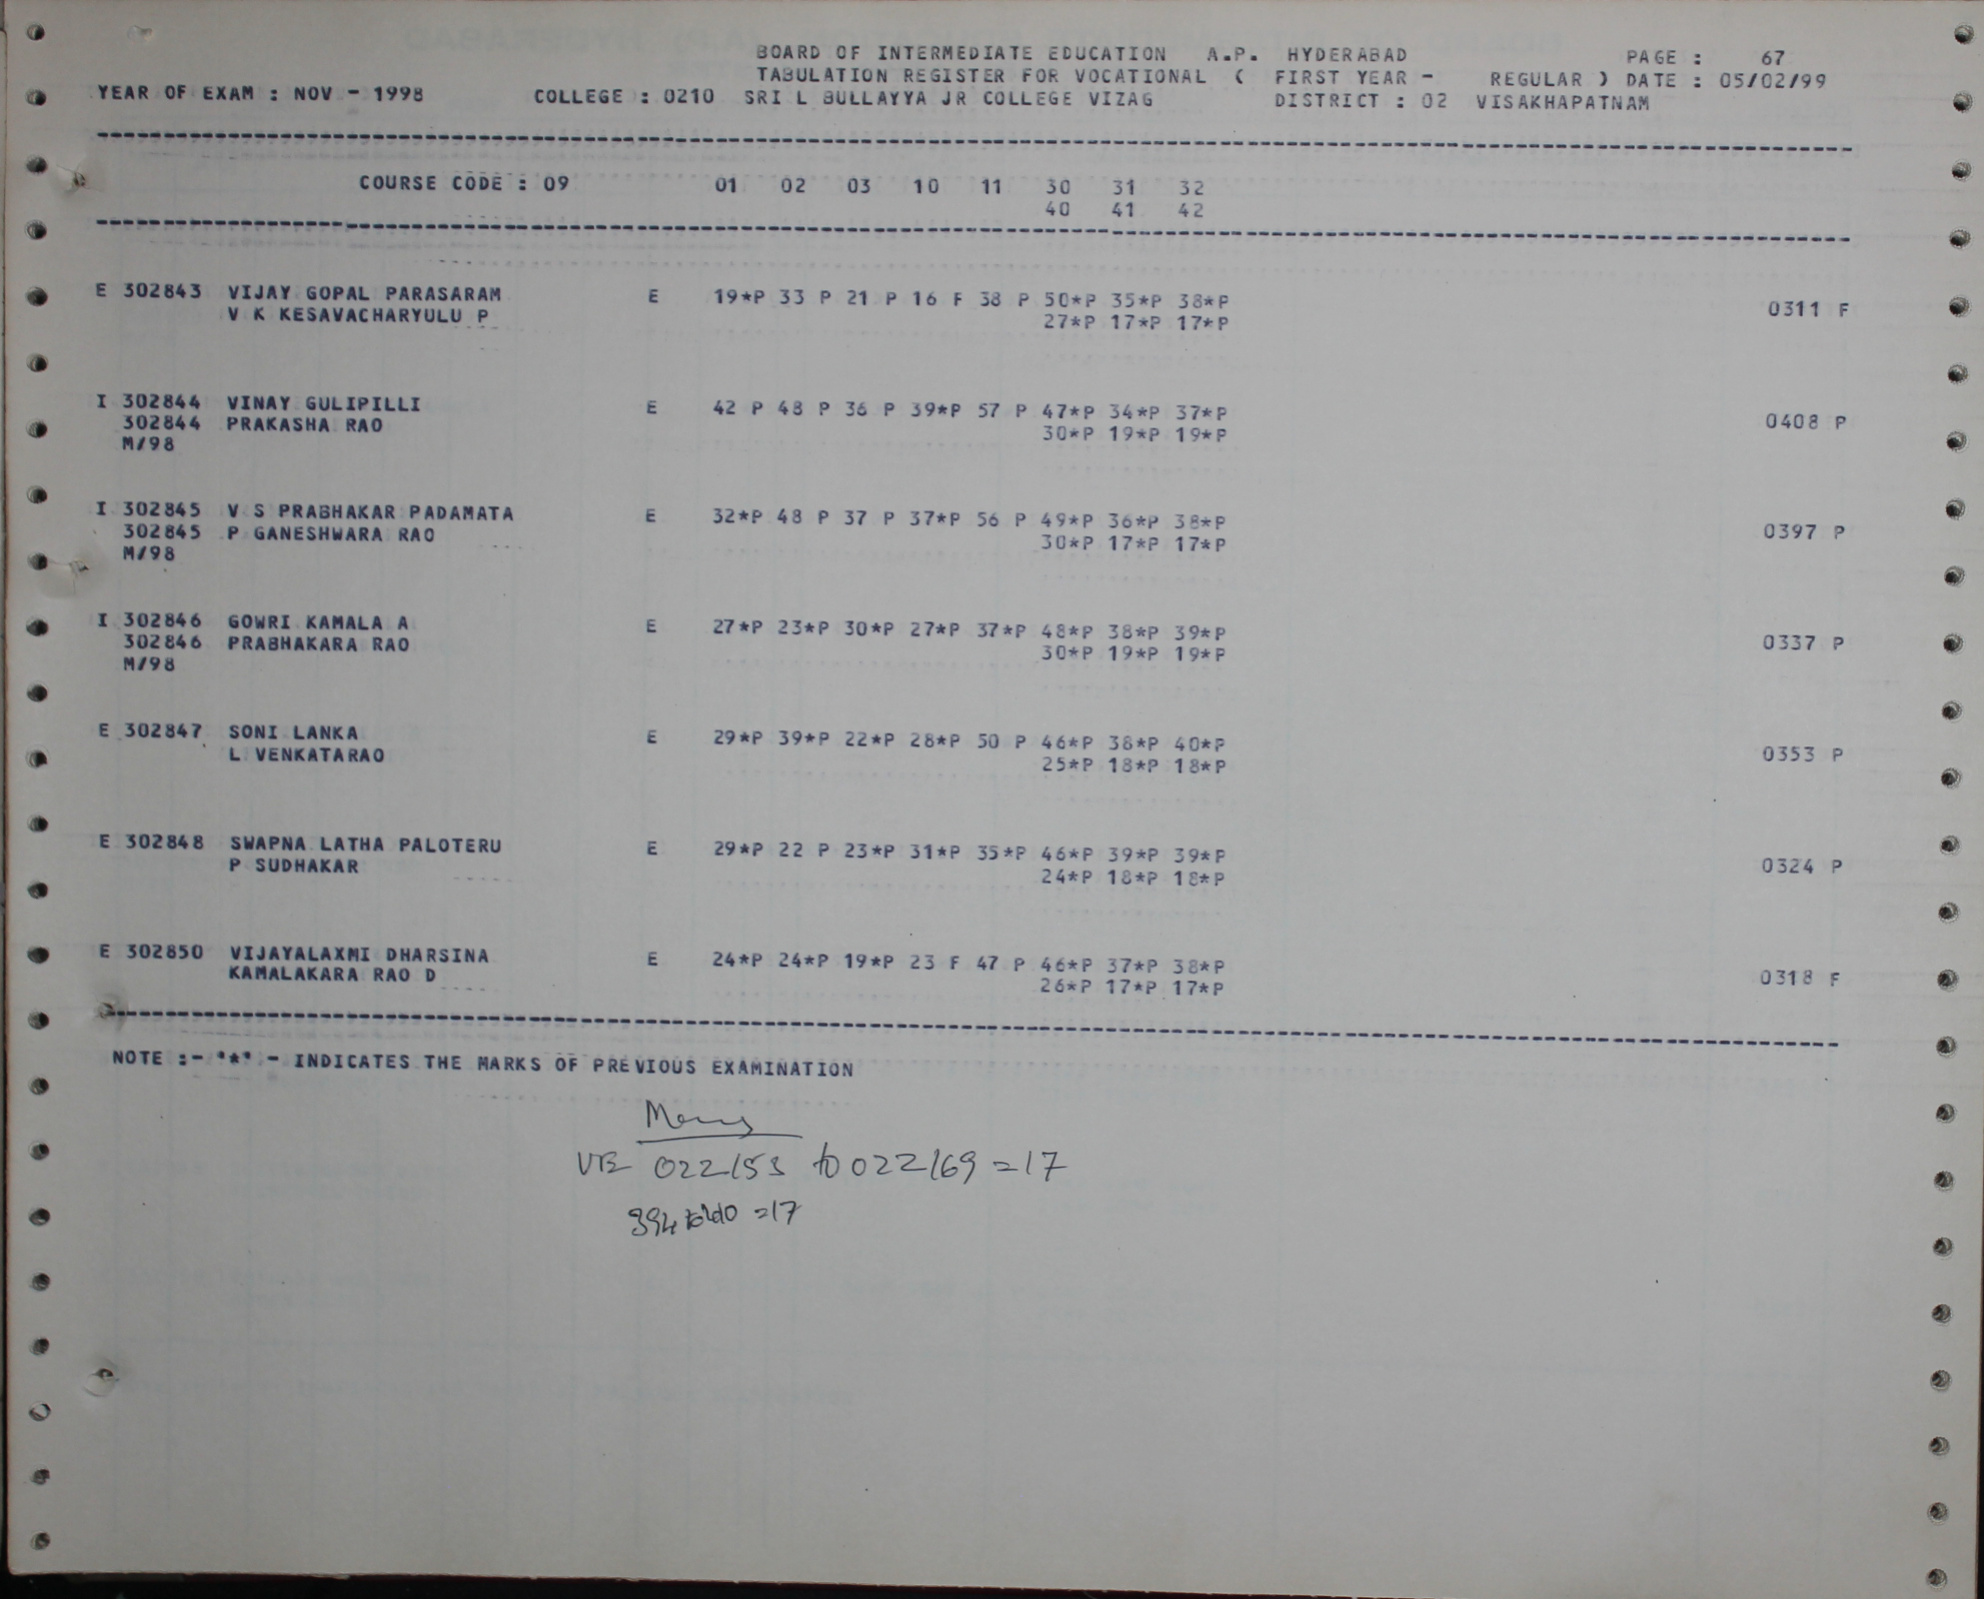 BOARD OF INTERMEDIATE EDUCATION A.P. HYDERABAD PAGE : 67
TABULATION REGISTER FOR VOCATIONAL ( FIRST YEAR - REGULAR ) DATE : 05/02/99
YEAR OF EXAM : NOV - 1998 COLLEGE : 0210 SRI L BULLAYYA JR COLLEGE VIZAG DISTRICT : 02 VISAKHAPATNAM
COURSE CODE : 09 01 02 03 10 11 30 31 32
40 41 42
E 302843 VIJAY GOPAL PARASARAM E 19*P 33 P 21 P 16 F 38 P 50*P 35*P 38*P 0311 F
V K KESAVACHARYULU P 27*P 17*P 17*P
I 302844 VINAY GULIPILLI E 42 P 48 P 36 P 39*P 57 P 47*P 34*P 37*P 0408 P
302844 PRAKASHA RAO 30*P 19*P 19*P
M/98
I 302845 V S PRABHAKAR PADAMATA E 32*P 48 P 37 P 37*P 56 P 49*P 36*P 38*P 0397 P
302845 P GANESHWARA RAO 30*P 17*P 17*P
M/98
I 302846 GOWRI KAMALA A E 27*P 23*P 30*P 27*P 37*P 48*P 38*P 39*P 0337 P
302846 PRABHAKARA RAO 30*P 19*P 19*P
M/98
E 302847 SONI LANKA E 29*P 39*P 22*P 28*P 50 P 46*P 38*P 40*P 0353 P
L VENKATARAO 25*P 18*P 18*P
E 302848 SWAPNA LATHA PALOTERU E 29*P 22 P 23*P 31*P 35*P 46*P 39*P 39*P 0324 P
P SUDHAKAR 24*P 18*P 18*P
E 302850 VIJAYALAXMI DHARSINA E 24*P 24*P 19*P 23 F 47 P 46*P 37*P 38*P 0318 F
KAMALAKARA RAO D 26*P 17*P 17*P
NOTE :- '*' - INDICATES THE MARKS OF PREVIOUS EXAMINATION
022153 to 022169 = 17
394 to 410 = 17